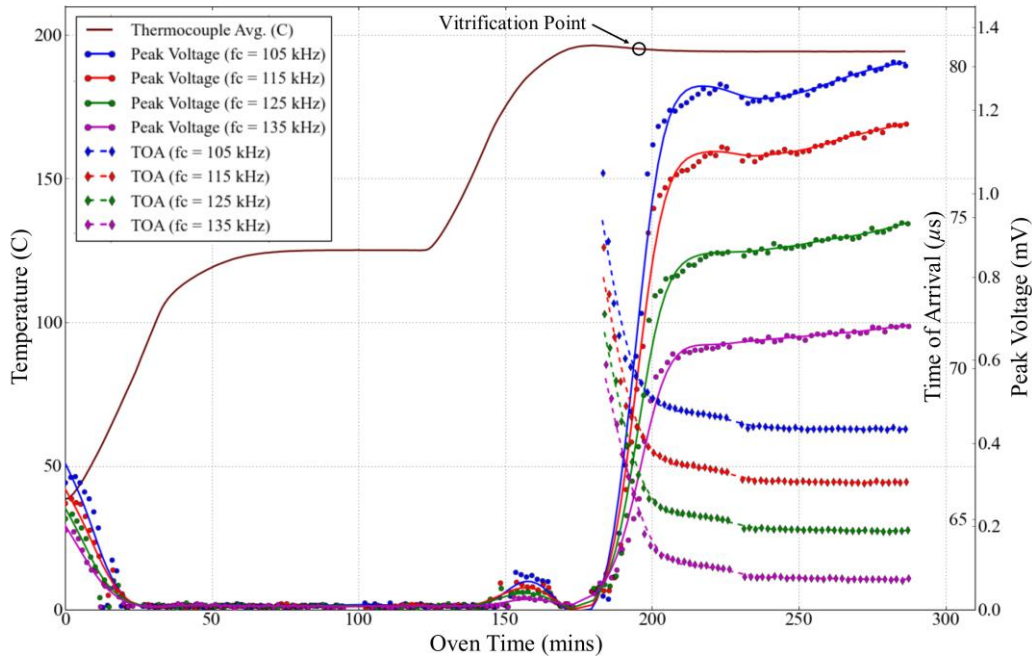 Vitrification Point
Thermocouple Avg. (C)
Peak Voltage (fc = 105 kHz)
Peak Voltage (fc = 115 kHz)
Peak Voltage (fc = 125 kHz)
Peak Voltage (fc = 135 kHz)
TOA (fc = 105 kHz)
TOA (fc = 115 kHz)
TOA (fc = 125 kHz)
TOA (fc = 135 kHz)
Temperature (C)
200
150
100
50
0
0
50
100
150
200
250
300
Oven Time (mins)
Time of Arrival (μs)
80
75
70
65
Peak Voltage (mV)
1.4
1.2
1.0
0.8
0.6
0.4
0.2
0.0